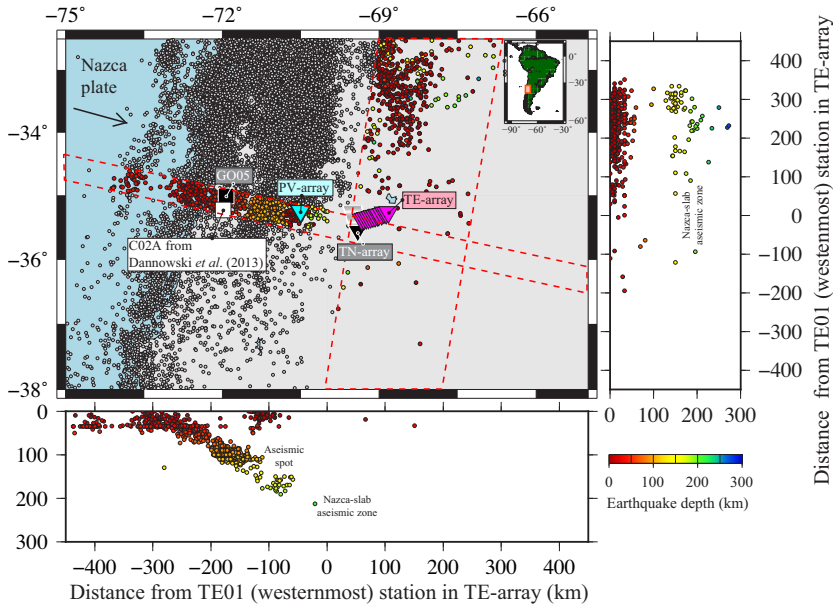 −75 −72 −69 −66
Nazca
plate
−34°
−36°
−38°
GO05
PV-array
TE-array
TN-array
C02A from
Dannowski et al. (2013)
0°
−30°
−60°
−90° −60° −30°
400
300
200
100
0
−100
−200
−300
−400
Nazca-slab
aseismic zone
0 100 200 300
Distance from TE01 (westernmost) station in TE-array (km)
0 100 200 300
Earthquake depth (km)
0
100
200
300
Aseismic
spot
Nazca-slab
aseismic zone
−400 −300 −200 −100 0 100 200 300 400
Distance from TE01 (westernmost) station in TE-array (km)